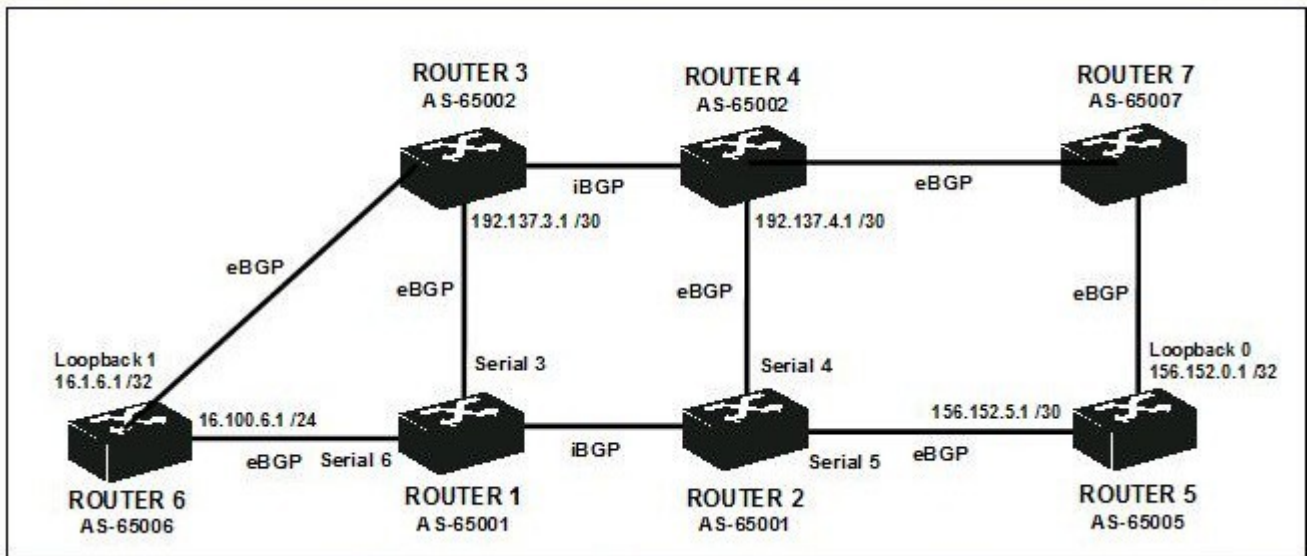 ROUTER 3
AS-65002
ROUTER 4
AS-65002
ROUTER 7
AS-65007
iBGP
eBGP
192.137.3.1 /30
192.137.4.1 /30
eBGP
eBGP
eBGP
eBGP
Loopback 1
16.1.6.1 /32
Serial 3
Serial 4
Loopback 0
156.152.0.1 /32
16.100.6.1 /24
156.152.5.1 /30
eBGP
Serial 6
iBGP
Serial 5
eBGP
ROUTER 6
AS-65006
ROUTER 1
AS-65001
ROUTER 2
AS-65001
ROUTER 5
AS-65005